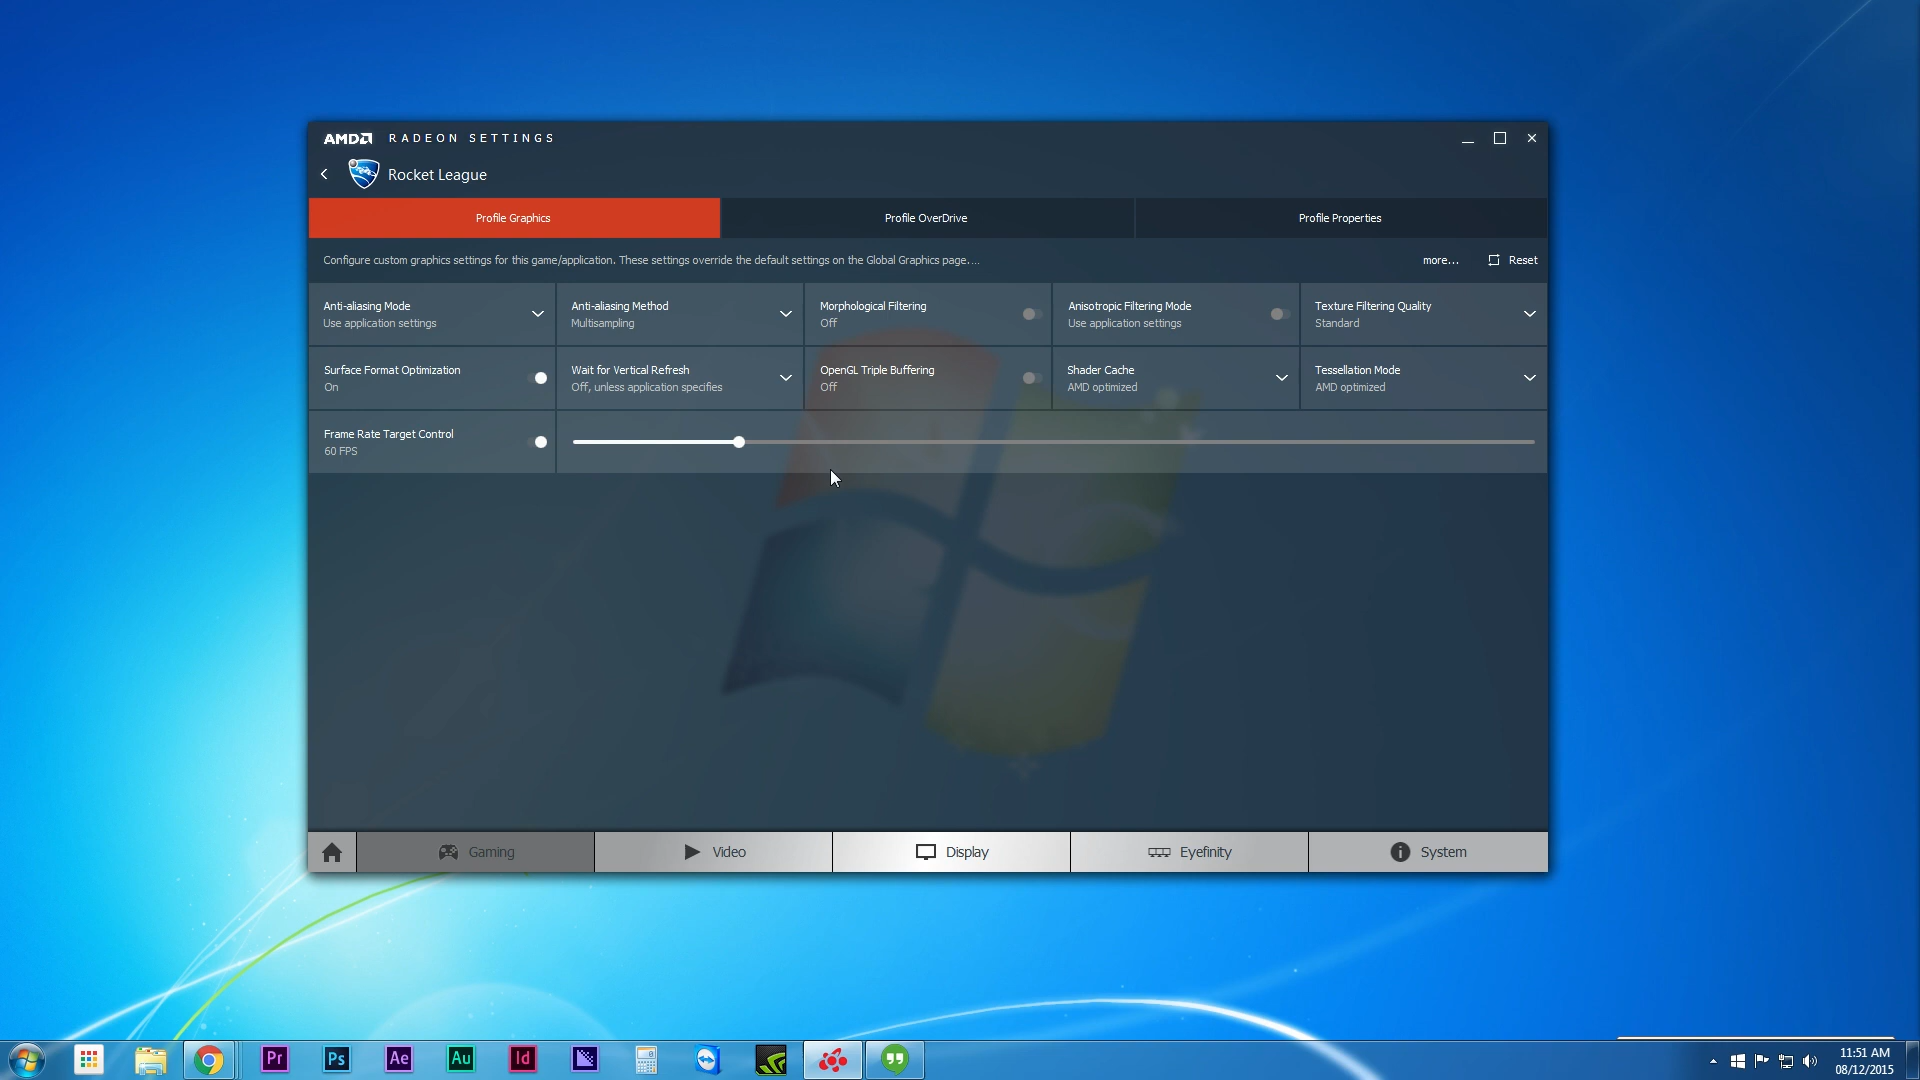 AMD RADEON SETTINGS
Rocket League
Profile Graphics
Profile OverDrive
Profile Properties
Configure custom graphics settings for this game/application. These settings override the default settings on the Global Graphics page....
more...
Reset
Anti-aliasing Mode
Use application settings
Anti-aliasing Method
Multisampling
Morphological Filtering
Off
Anisotropic Filtering Mode
Use application settings
Texture Filtering Quality
Standard
Surface Format Optimization
On
Wait for Vertical Refresh
Off, unless application specifies
OpenGL Triple Buffering
Off
Shader Cache
AMD optimized
Tessellation Mode
AMD optimized
Frame Rate Target Control
60 FPS
Gaming
Video
Display
Eyefinity
System
Pr
Ps
Ae
Au
Id
11:51 AM
08/12/2015